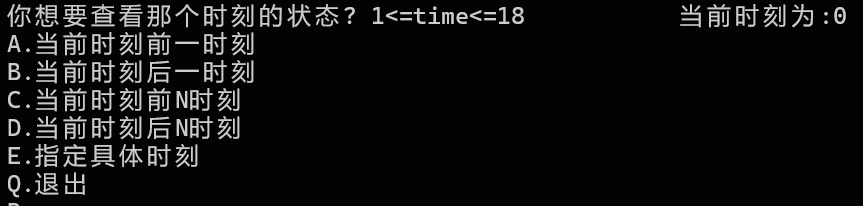 你想要查看那个时刻的状态? 1<=time<=18 当前时刻为:0
A.当前时刻前一时刻
B.当前时刻后一时刻
C.当前时刻前N时刻
D.当前时刻后N时刻
E.指定具体时刻
Q.退出